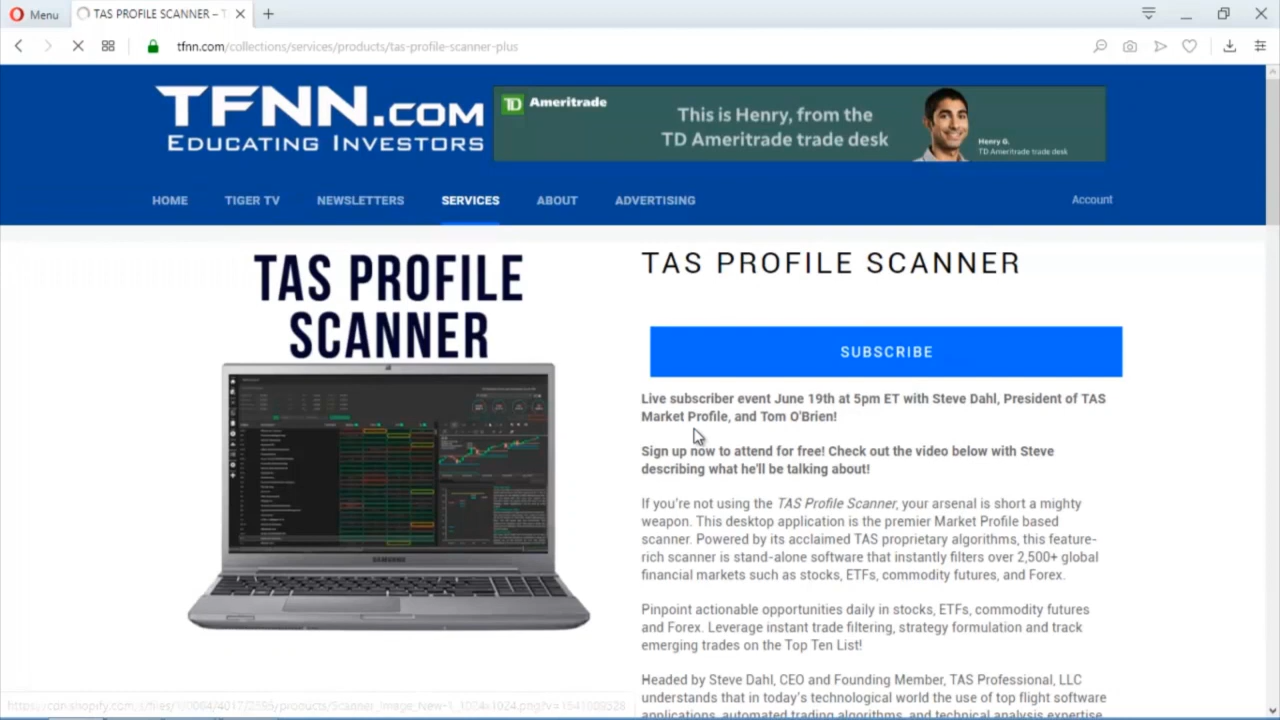 Menu
TAS PROFILE SCANNER – T
tfnn.com/collections/services/products/tas-profile-scanner-plus
TFNN.COM
EDUCATING INVESTORS
TD Ameritrade
This is Henry, from the
TD Ameritrade trade desk
Henry G.
TD Ameritrade trade desk
HOME
TIGER TV
NEWSLETTERS
SERVICES
ABOUT
ADVERTISING
Account
TAS PROFILE
SCANNER
SAMSUNG
TAS PROFILE SCANNER
SUBSCRIBE
Live subscriber event June 19th at 5pm ET with Steve Dahl, President of TAS
Market Profile, and Tom O'Brien!
Sign up now to attend for free! Check out the video below with Steve
describing what he'll be talking about!
If you aren't using the TAS Profile Scanner, your arsenal is short a mighty
weapon. This desktop application is the premier Market Profile based
scanner. Powered by its acclaimed TAS proprietary algorithms, this feature-
rich scanner is stand-alone software that instantly filters over 2,500+ global
financial markets such as stocks, ETFs, commodity futures, and Forex.
Pinpoint actionable opportunities daily in stocks, ETFs, commodity futures
and Forex. Leverage instant trade filtering, strategy formulation and track
emerging trades on the Top Ten List!
Headed by Steve Dahl, CEO and Founding Member, TAS Professional, LLC
understands that in today's technological world the use of top flight software
applications, automated trading algorithms, and technical analysis expertise